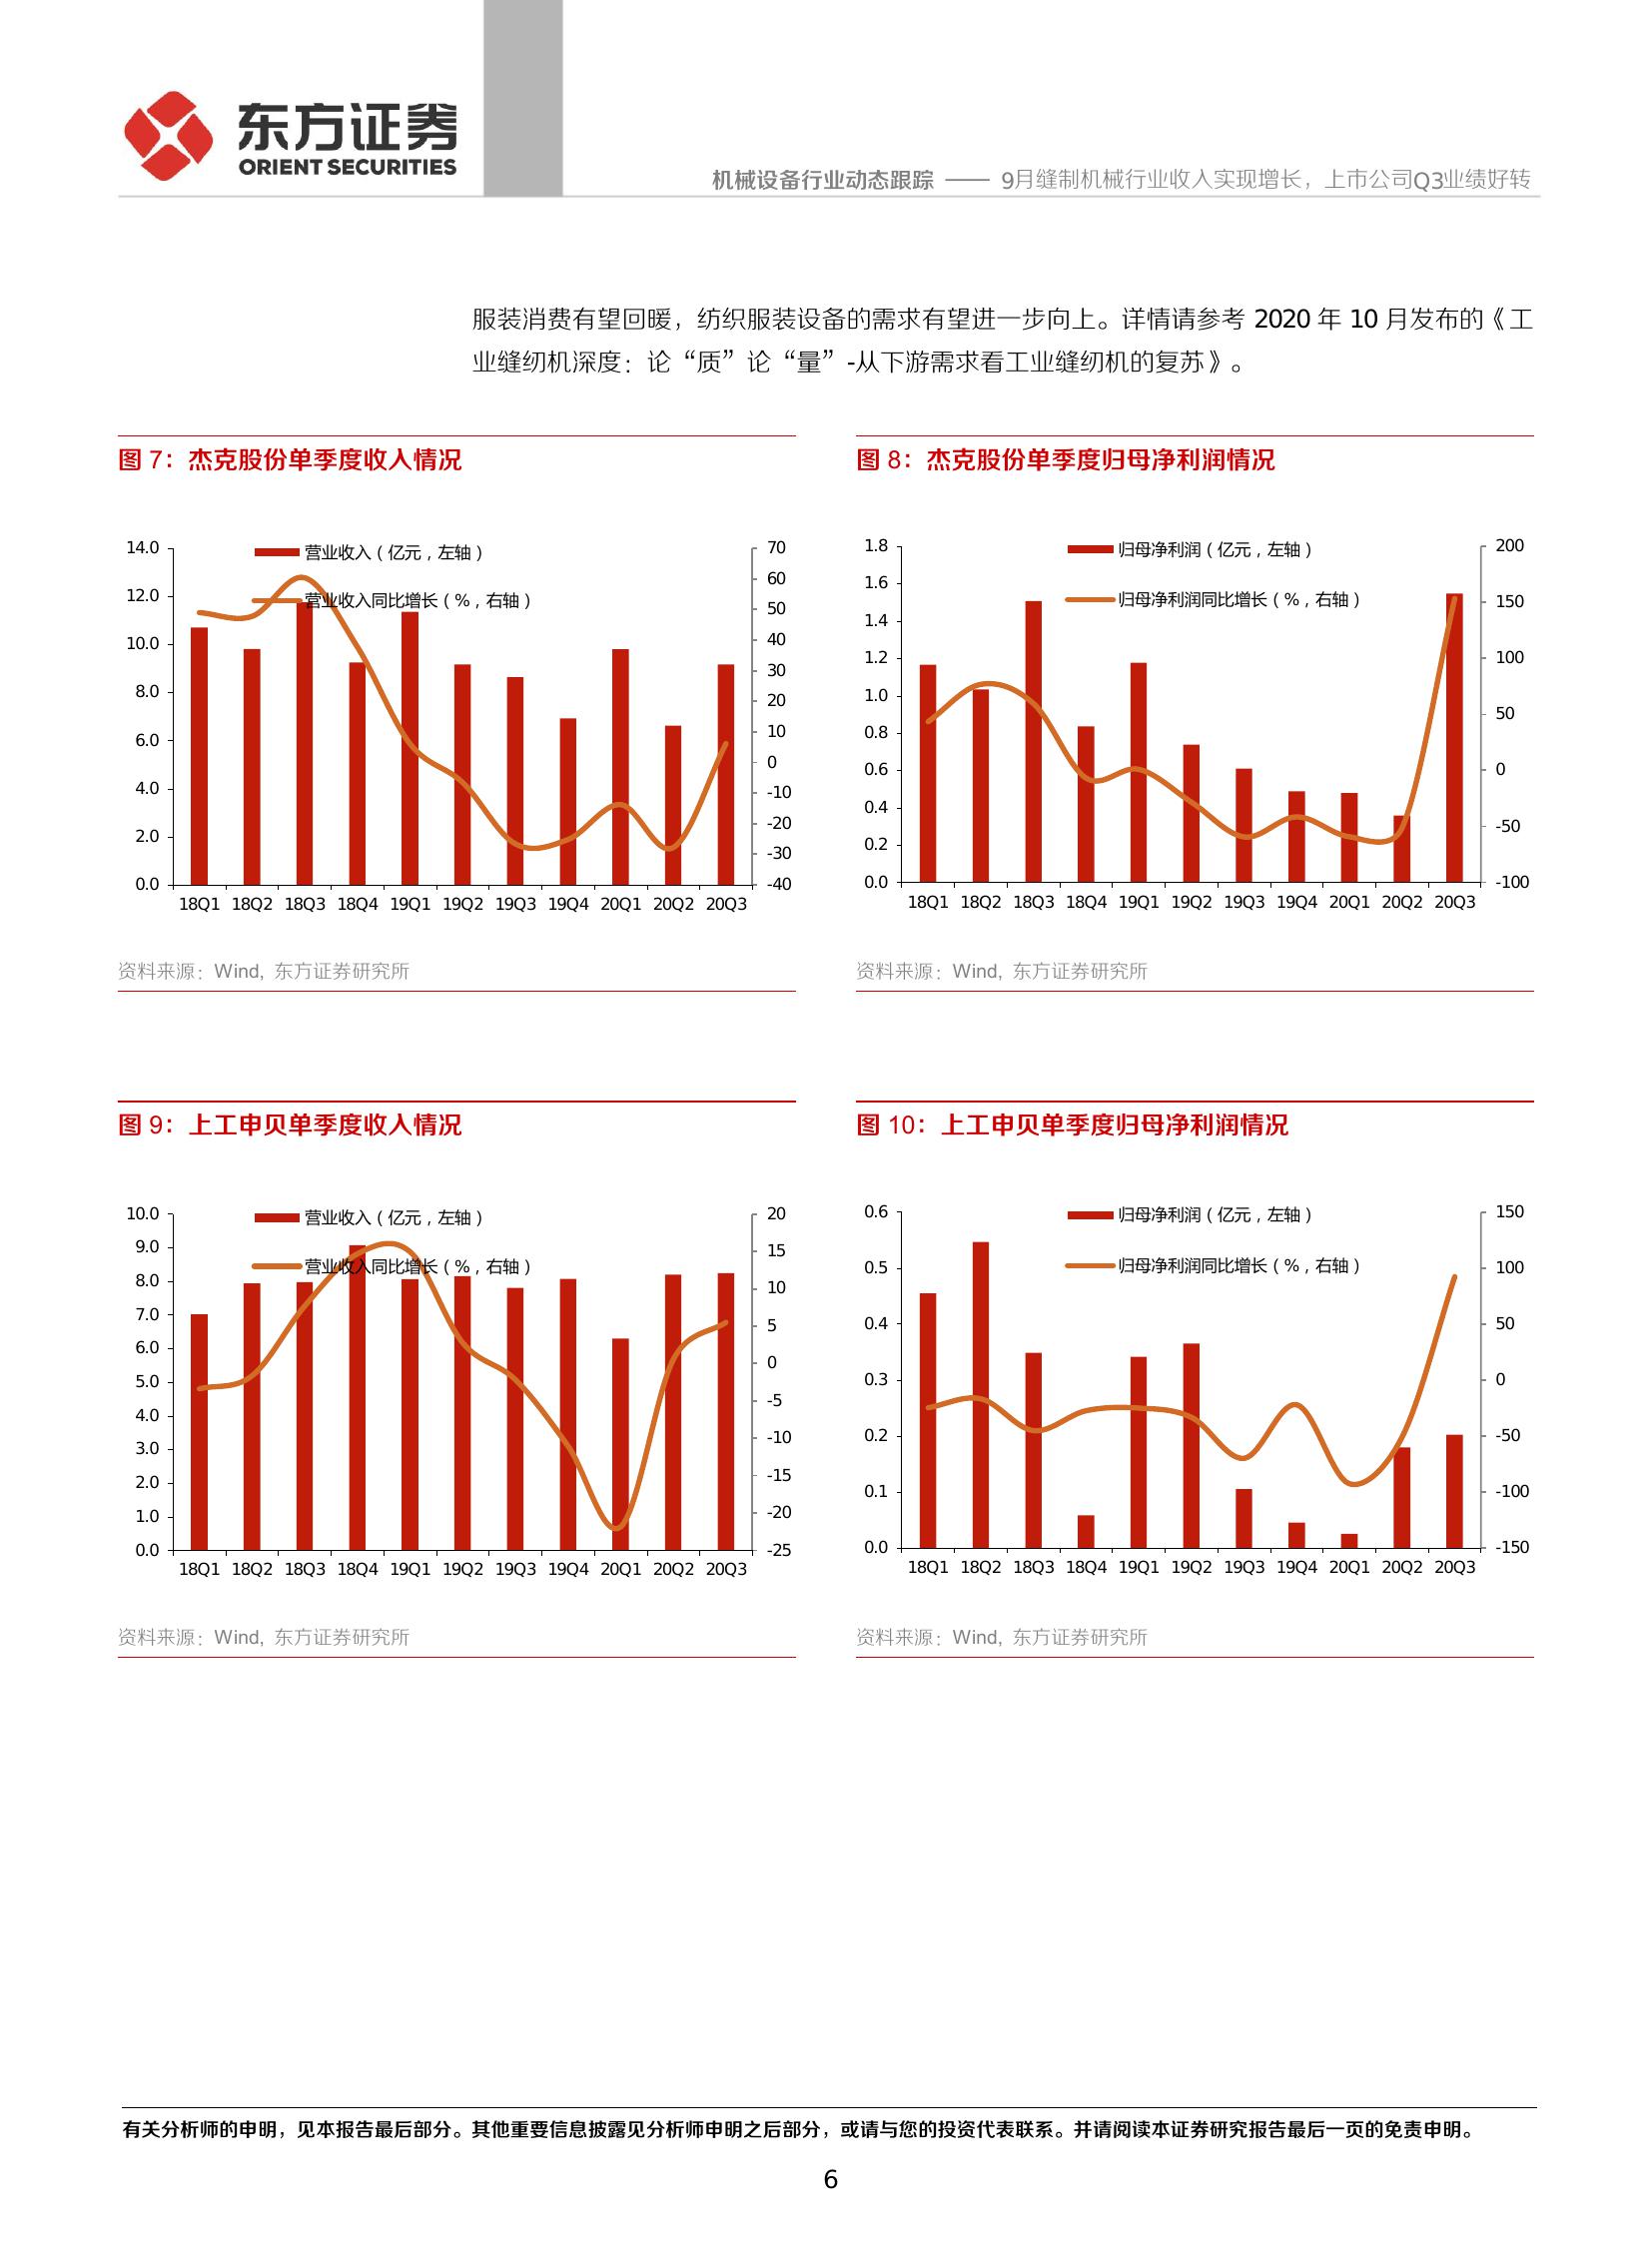 东方证券
ORIENT SECURITIES
机械设备行业动态跟踪 —— 9月缝制机械行业收入实现增长，上市公司Q3业绩好转
服装消费有望回暖，纺织服装设备的需求有望进一步向上。详情请参考 2020 年 10 月发布的《工
业缝纫机深度：论“质”论“量”-从下游需求看工业缝纫机的复苏》。
图 7：杰克股份单季度收入情况
营业收入（亿元，左轴）
营业收入同比增长（%，右轴）
14.0
12.0
10.0
8.0
6.0
4.0
2.0
0.0
70
60
50
40
30
20
10
0
-10
-20
-30
-40
18Q1 18Q2 18Q3 18Q4 19Q1 19Q2 19Q3 19Q4 20Q1 20Q2 20Q3
资料来源：Wind, 东方证券研究所
图 8：杰克股份单季度归母净利润情况
归母净利润（亿元，左轴）
归母净利润同比增长（%，右轴）
1.8
1.6
1.4
1.2
1.0
0.8
0.6
0.4
0.2
0.0
200
150
100
50
0
-50
-100
18Q1 18Q2 18Q3 18Q4 19Q1 19Q2 19Q3 19Q4 20Q1 20Q2 20Q3
资料来源：Wind, 东方证券研究所
图 9：上工申贝单季度收入情况
营业收入（亿元，左轴）
营业收入同比增长（%，右轴）
10.0
9.0
8.0
7.0
6.0
5.0
4.0
3.0
2.0
1.0
0.0
20
15
10
5
0
-5
-10
-15
-20
-25
18Q1 18Q2 18Q3 18Q4 19Q1 19Q2 19Q3 19Q4 20Q1 20Q2 20Q3
资料来源：Wind, 东方证券研究所
图 10：上工申贝单季度归母净利润情况
归母净利润（亿元，左轴）
归母净利润同比增长（%，右轴）
0.6
0.5
0.4
0.3
0.2
0.1
0.0
150
100
50
0
-50
-100
-150
18Q1 18Q2 18Q3 18Q4 19Q1 19Q2 19Q3 19Q4 20Q1 20Q2 20Q3
资料来源：Wind, 东方证券研究所
有关分析师的申明，见本报告最后部分。其他重要信息披露见分析师申明之后部分，或请与您的投资代表联系。并请阅读本证券研究报告最后一页的免责申明。
6